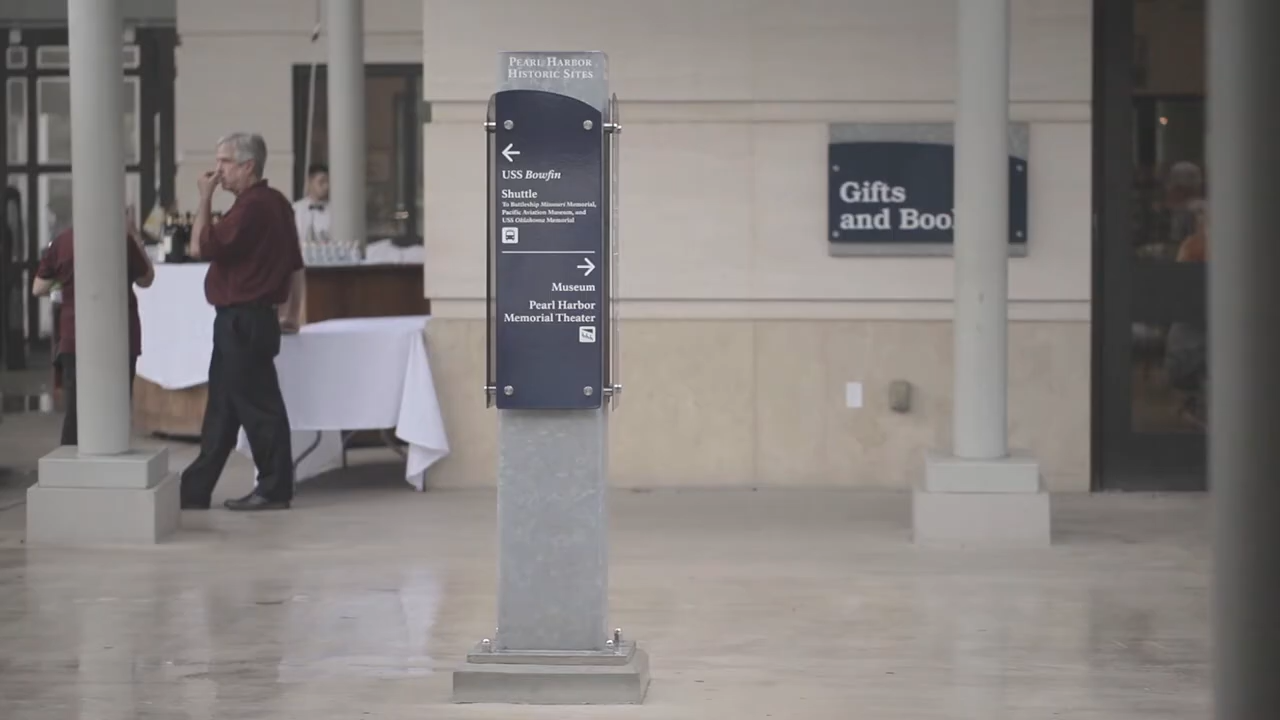 PEARL HARBOR
HISTORIC SITES
USS Bowfin
Shuttle
To Battleship Missouri Memorial,
Pacific Aviation Museum, and
USS Oklahoma Memorial
Museum
Pearl Harbor
Memorial Theater
Gifts
and Boo